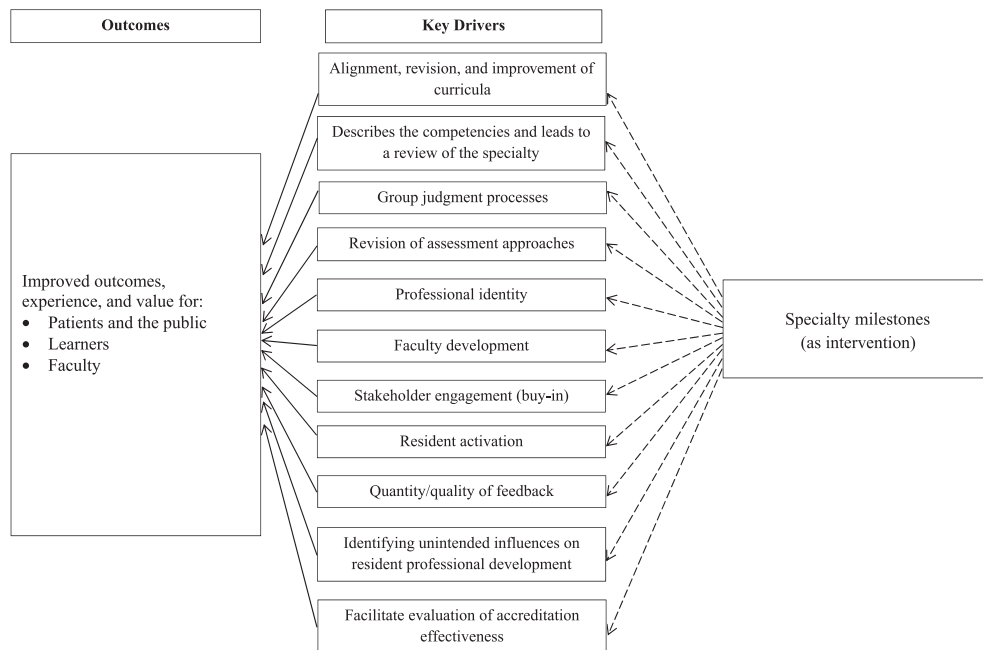 Outcomes
Key Drivers
Alignment, revision, and improvement of
curricula
Describes the competencies and leads to
a review of the specialty
Group judgment processes
Revision of assessment approaches
Professional identity
Faculty development
Stakeholder engagement (buy-in)
Resident activation
Quantity/quality of feedback
Identifying unintended influences on
resident professional development
Facilitate evaluation of accreditation
effectiveness
Improved outcomes,
experience, and value for:
• Patients and the public
• Learners
• Faculty
Specialty milestones
(as intervention)